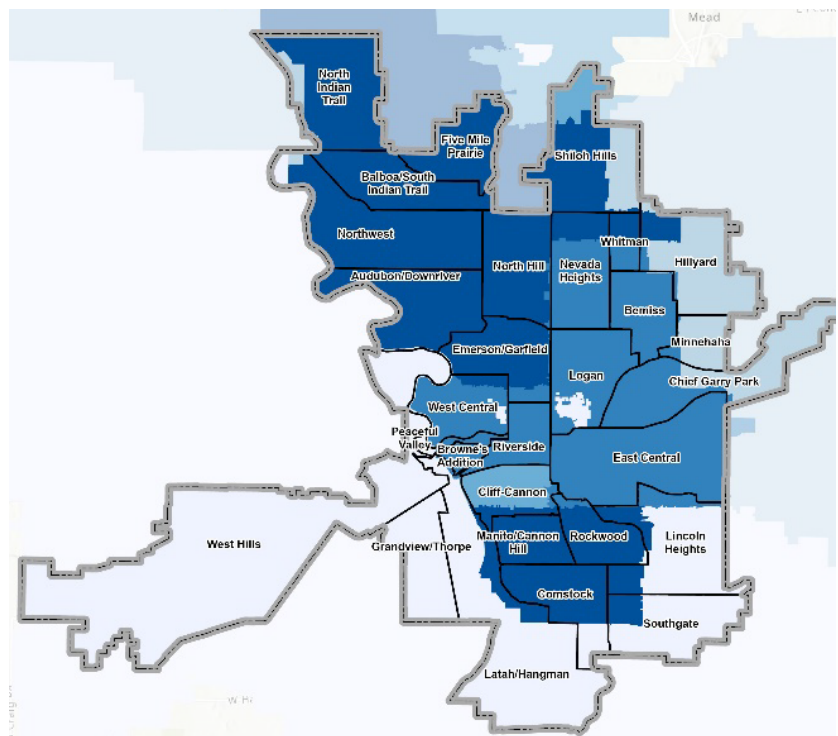 Mead
North
Indian
Trail
Five Mile
Prairie
Shiloh Hills
Balboa/South
Indian Trail
Northwest
Whitman
North Hill
Nevada
Heights
Hillyard
Audubon/Downriver
Bemiss
Minnehaha
Emerson/Garfield
Logan
Chief Garry Park
West Central
Peaceful
Valley
Browne's
Addition
Riverside
East Central
Cliff-Cannon
West Hills
Grandview/Thorpe
Manito/Cannon
Hill
Rockwood
Lincoln
Heights
Comstock
Southgate
Latah/Hangman